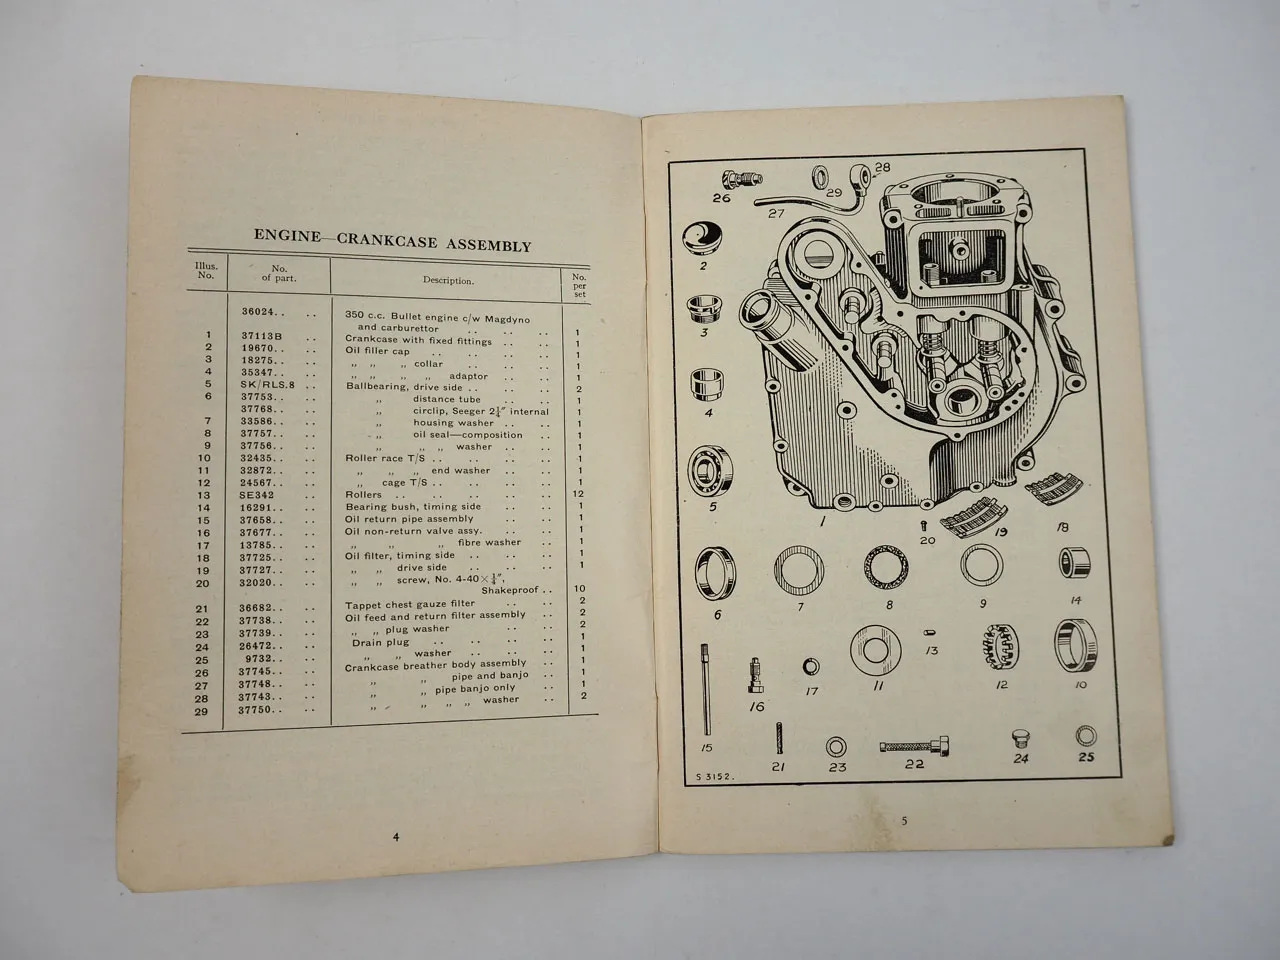 ENGINE—CRANKCASE ASSEMBLY
Illus. No. No. of part. Description. No. per set
36024.. .. 350 c.c. Bullet engine c/w Magdyno
and carburettor .. .. .. 1
1 37113B .. Crankcase with fixed fittings .. .. 1
2 19670.. .. Oil filler cap .. .. .. .. 1
3 18275.. .. ,, ,, ,, collar .. .. .. 1
4 35347.. .. ,, ,, ,, ,, adaptor .. .. 1
5 SK/RLS.8 .. Ballbearing, drive side .. .. .. 2
6 37753.. .. ,, distance tube .. .. 1
37768.. .. ,, circlip, Seeger 2¼″ internal 1
7 33586.. .. ,, housing washer .. .. 1
8 37757.. .. ,, oil seal—composition .. 1
9 37756.. .. ,, ,, ,, washer .. .. 1
10 32435.. .. Roller race T/S .. .. .. .. 1
11 32872.. .. ,, ,, ,, end washer .. .. 1
12 24567.. .. ,, cage T/S .. .. .. .. 1
13 SE342 .. Rollers .. .. .. .. .. 12
14 16291.. .. Bearing bush, timing side .. .. 1
15 37658.. .. Oil return pipe assembly .. .. 1
16 37677.. .. Oil non-return valve assy. .. .. 1
17 13785.. .. ,, ,, ,, fibre washer .. 1
18 37725.. .. Oil filter, timing side .. .. .. 1
19 37727.. .. ,, ,, drive side .. .. .. 1
20 32020.. .. ,, ,, screw, No. 4-40×¼″,
Shakeproof .. 10
21 36682.. .. Tappet chest gauze filter .. .. 2
22 37738.. .. Oil feed and return filter assembly .. 2
23 37739.. .. ,, ,, plug washer .. .. 2
24 26472.. .. Drain plug .. .. .. .. 1
25 9732.. .. ,, ,, washer .. .. .. 1
26 37745.. .. Crankcase breather body assembly .. 1
27 37748.. .. ,, ,, pipe and banjo .. 1
28 37743.. .. ,, ,, pipe banjo only .. 1
29 37750.. .. ,, ,, ,, ,, washer .. 2
4
28
26
29
27
2
3
4
5
1
20
19
18
6
7
8
9
14
13
17
11
12
10
16
15
21
23
22
24
25
S 3152.
5